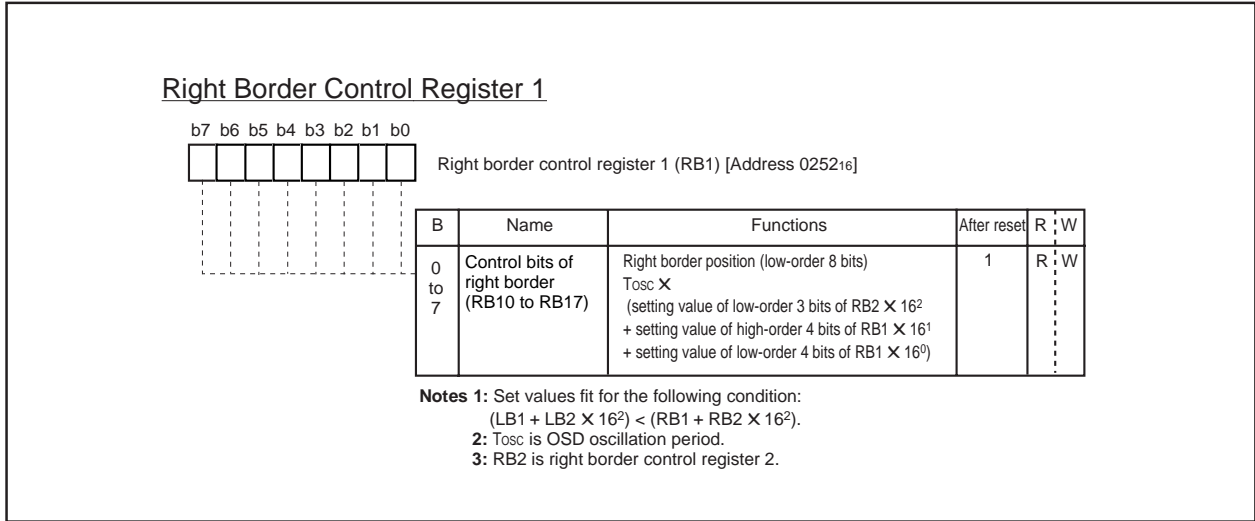 Right Border Control Register 1
b7 b6 b5 b4 b3 b2 b1 b0
Right border control register 1 (RB1) [Address 0252₁₆]
B Name Functions After reset R W
0 to 7
Control bits of right border (RB10 to RB17)
Right border position (low-order 8 bits)
Tosc ✕
(setting value of low-order 3 bits of RB2 ✕ 16²
+ setting value of high-order 4 bits of RB1 ✕ 16¹
+ setting value of low-order 4 bits of RB1 ✕ 16⁰)
1 R W
Notes 1: Set values fit for the following condition:
(LB1 + LB2 ✕ 16²) < (RB1 + RB2 ✕ 16²).
2: Tosc is OSD oscillation period.
3: RB2 is right border control register 2.